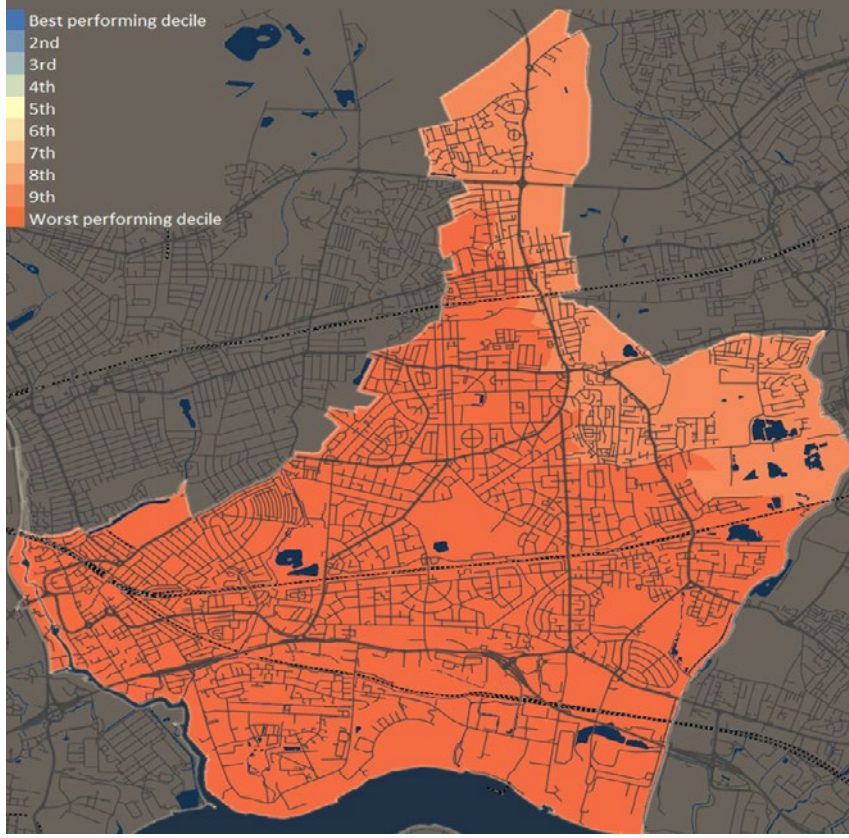 Best performing decile
2nd
3rd
4th
5th
6th
7th
8th
9th
Worst performing decile